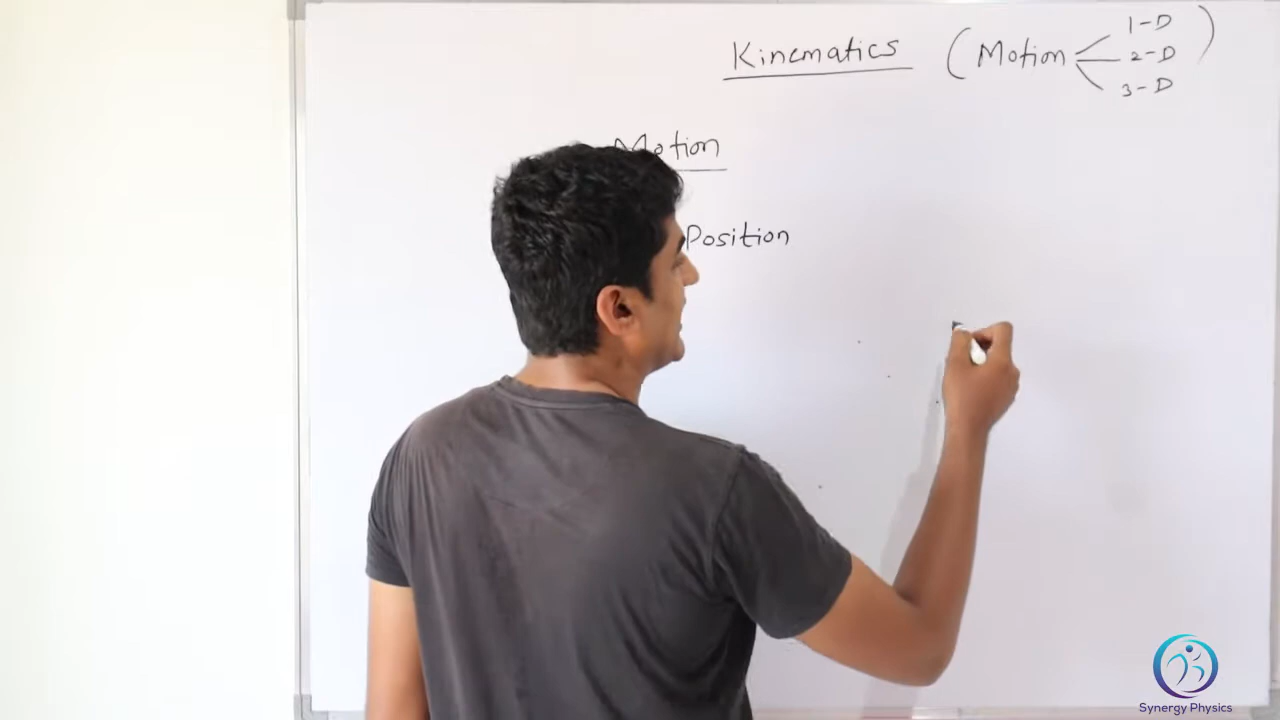 Kinematics (Motion 1-D
2-D
3-D)
Motion
Position
Synergy Physics